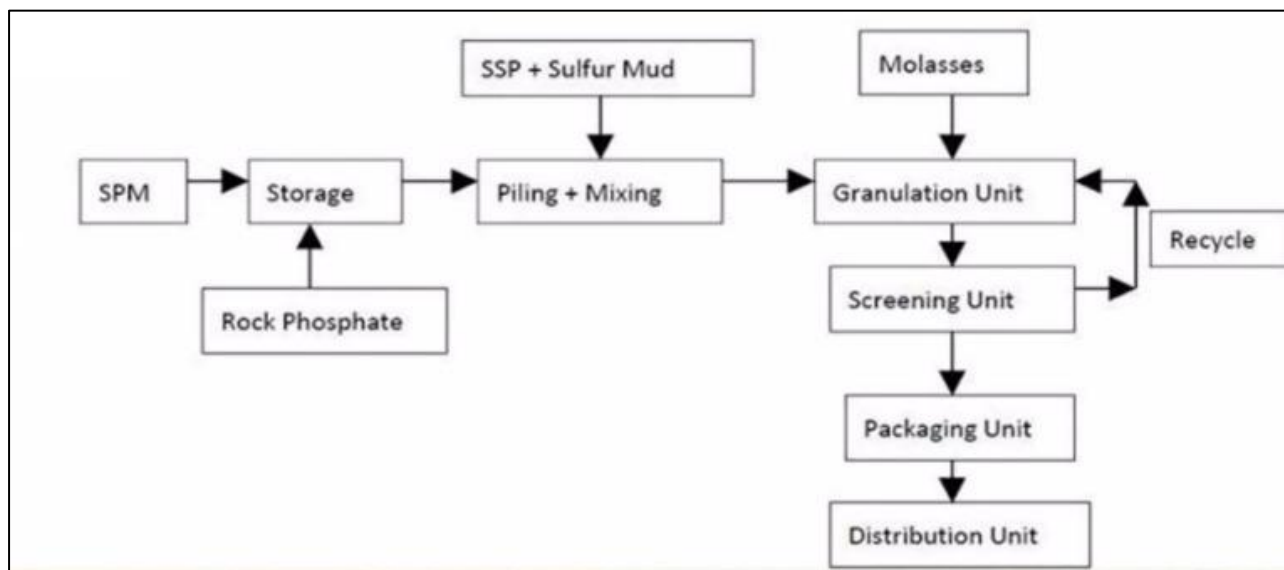 SSP + Sulfur Mud
Molasses
SPM
Storage
Piling + Mixing
Granulation Unit
Recycle
Rock Phosphate
Screening Unit
Packaging Unit
Distribution Unit